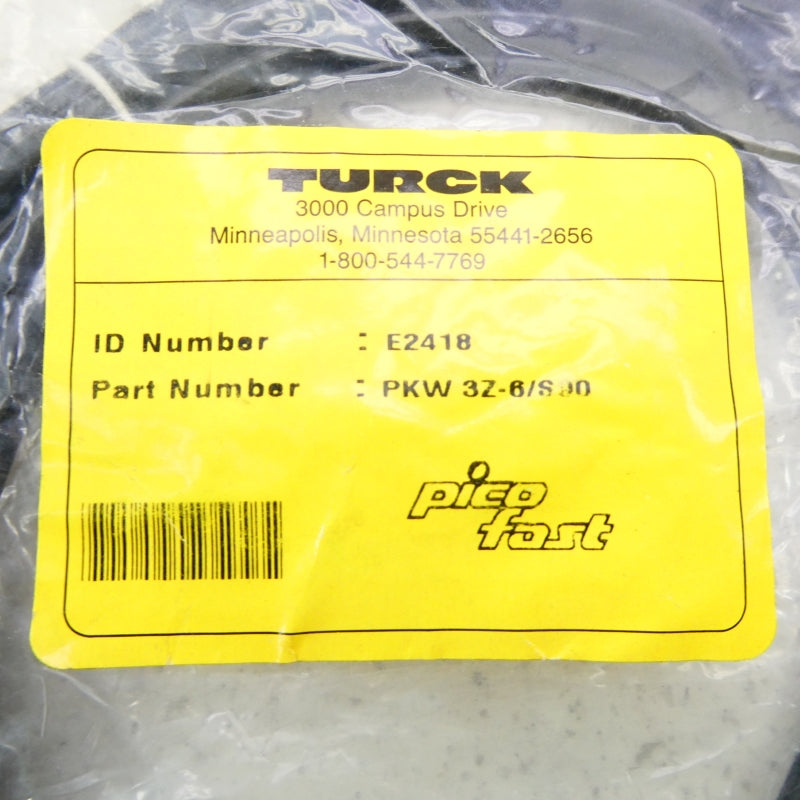 TURCK
3000 Campus Drive
Minneapolis, Minnesota 55441-2656
1-800-544-7769
ID Number : E2418
Part Number : PKW 3Z-6/S90
pico
fast